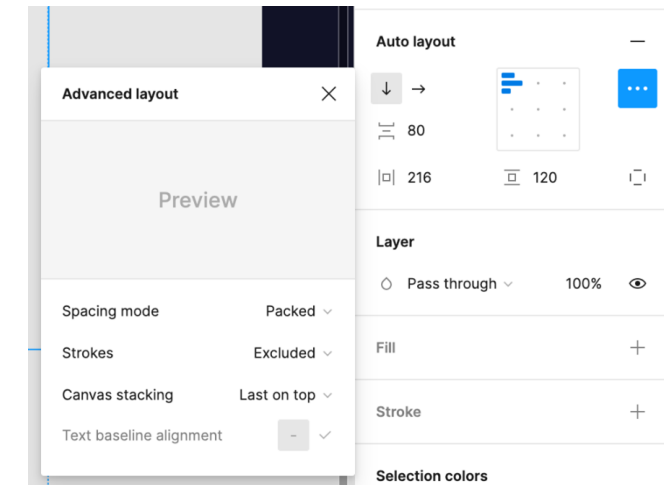 Advanced layout
Preview
Spacing mode Packed
Strokes Excluded
Canvas stacking Last on top
Text baseline alignment -
Auto layout
80
216 120
Layer
Pass through 100%
Fill
Stroke
Selection colors